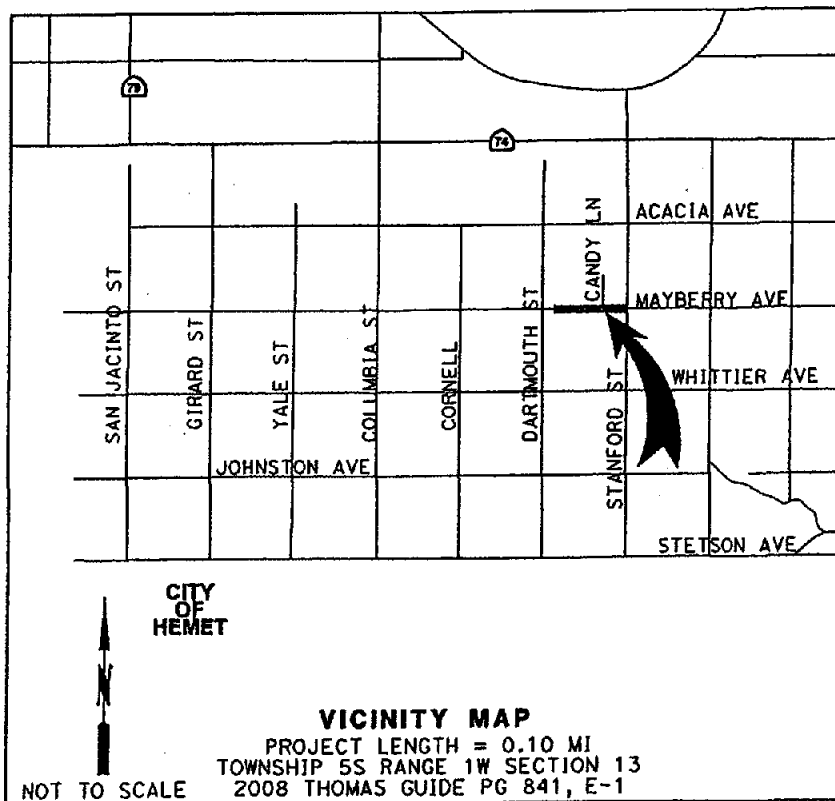 79
74
ACACIA AVE
CANDY LN
MAYBERRY AVE
SAN JACINTO ST
GIRARD ST
YALE ST
COLUMBIA ST
CORNELL
DARTMOUTH ST
WHITTIER AVE
STANFORD ST
JOHNSTON AVE
STETSON AVE
CITY
OF
HEMET
N
VICINITY MAP
PROJECT LENGTH = 0.10 MI
TOWNSHIP 5S RANGE 1W SECTION 13
NOT TO SCALE
2008 THOMAS GUIDE PG 841, E-1